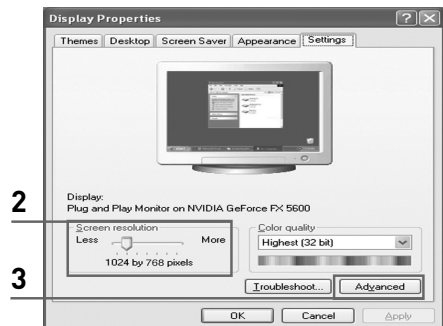 Display Properties
Themes Desktop Screen Saver Appearance Settings
Display:
Plug and Play Monitor on NVIDIA GeForce FX 5600
2
Screen resolution
Less More
1024 by 768 pixels
Color quality
Highest (32 bit)
3
Troubleshoot... Advanced
OK Cancel Apply